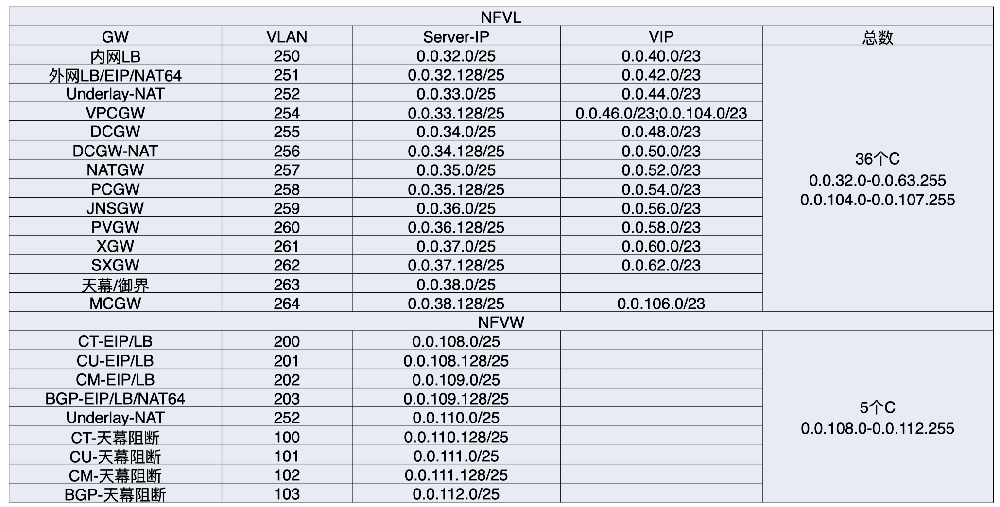 NFVL
GW VLAN Server-IP VIP 总数
内网LB 250 0.0.32.0/25 0.0.40.0/23
外网LB/EIP/NAT64 251 0.0.32.128/25 0.0.42.0/23
Underlay-NAT 252 0.0.33.0/25 0.0.44.0/23
VPCGW 254 0.0.33.128/25 0.0.46.0/23;0.0.104.0/23
DCGW 255 0.0.34.0/25 0.0.48.0/23
DCGW-NAT 256 0.0.34.128/25 0.0.50.0/23
NATGW 257 0.0.35.0/25 0.0.52.0/23
PCGW 258 0.0.35.128/25 0.0.54.0/23
JNSGW 259 0.0.36.0/25 0.0.56.0/23
PVGW 260 0.0.36.128/25 0.0.58.0/23
XGW 261 0.0.37.0/25 0.0.60.0/23
SXGW 262 0.0.37.128/25 0.0.62.0/23
天幕/御界 263 0.0.38.0/25
MCGW 264 0.0.38.128/25 0.0.106.0/23
36个C
0.0.32.0-0.0.63.255
0.0.104.0-0.0.107.255
NFVW
CT-EIP/LB 200 0.0.108.0/25
CU-EIP/LB 201 0.0.108.128/25
CM-EIP/LB 202 0.0.109.0/25
BGP-EIP/LB/NAT64 203 0.0.109.128/25
Underlay-NAT 252 0.0.110.0/25
CT-天幕阻断 100 0.0.110.128/25
CU-天幕阻断 101 0.0.111.0/25
CM-天幕阻断 102 0.0.111.128/25
BGP-天幕阻断 103 0.0.112.0/25
5个C
0.0.108.0-0.0.112.255